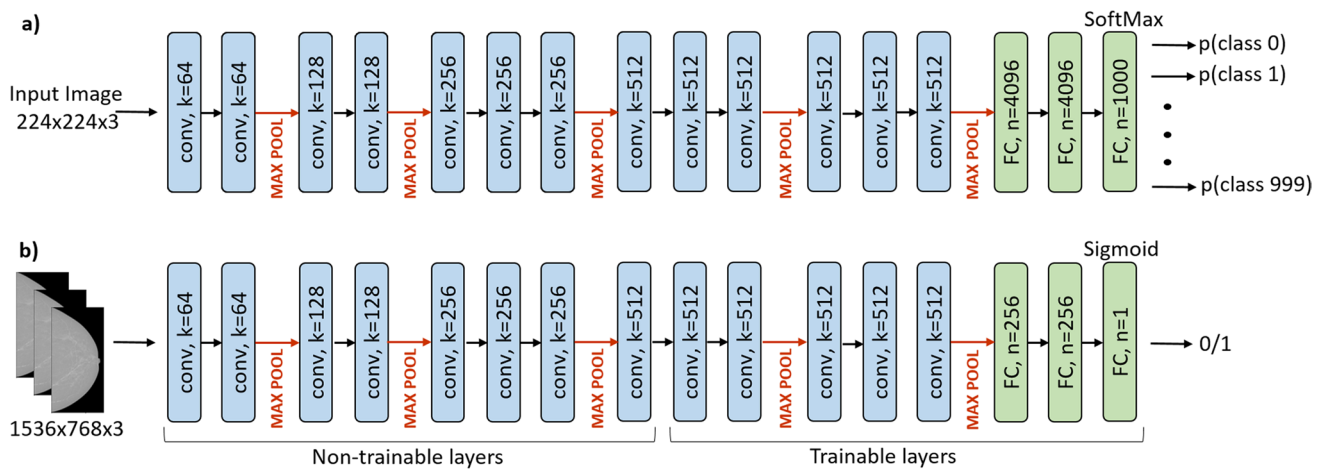 a)
SoftMax
Input Image
224x224x3
conv, k=64
conv, k=64
MAX POOL
conv, k=128
conv, k=128
MAX POOL
conv, k=256
conv, k=256
conv, k=256
MAX POOL
conv, k=512
conv, k=512
conv, k=512
MAX POOL
conv, k=512
conv, k=512
conv, k=512
MAX POOL
FC, n=4096
FC, n=4096
FC, n=1000
p(class 0)
p(class 1)
p(class 999)
b)
Sigmoid
1536x768x3
conv, k=64
conv, k=64
MAX POOL
conv, k=128
conv, k=128
MAX POOL
conv, k=256
conv, k=256
conv, k=256
MAX POOL
conv, k=512
conv, k=512
conv, k=512
MAX POOL
conv, k=512
conv, k=512
conv, k=512
MAX POOL
FC, n=256
FC, n=256
FC, n=1
0/1
Non-trainable layers
Trainable layers